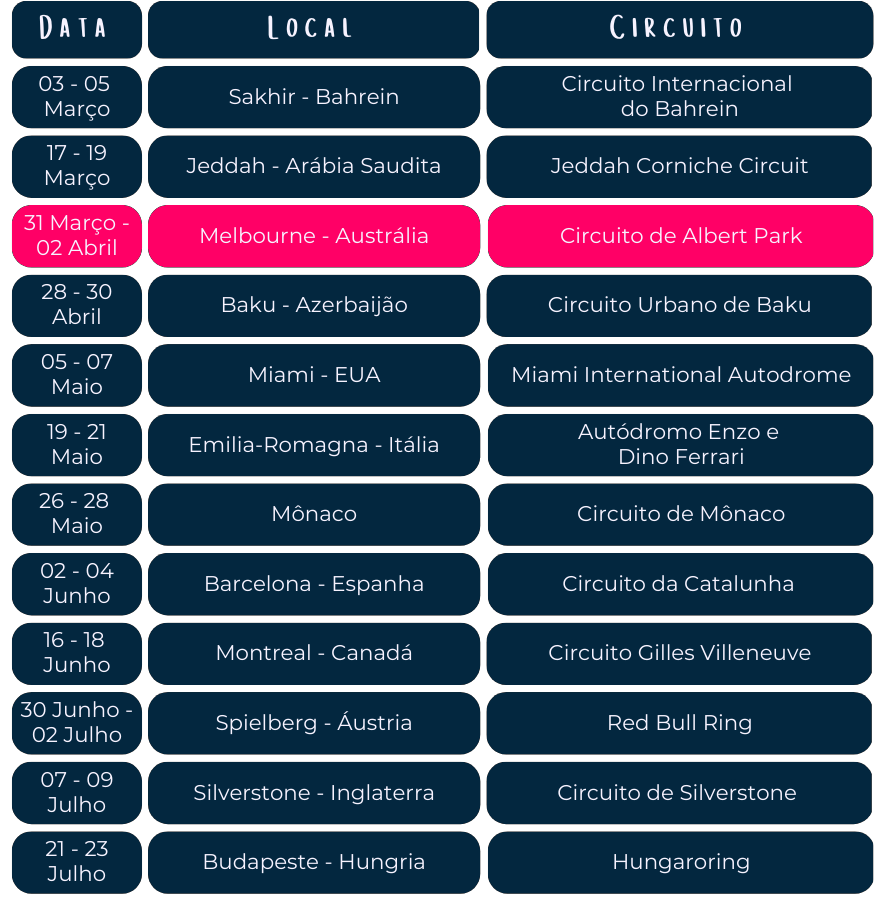 DATA LOCAL CIRCUITO
03 - 05
Março
Sakhir - Bahrein
Circuito Internacional
do Bahrein
17 - 19
Março
Jeddah - Arábia Saudita
Jeddah Corniche Circuit
31 Março -
02 Abril
Melbourne - Austrália
Circuito de Albert Park
28 - 30
Abril
Baku - Azerbaijão
Circuito Urbano de Baku
05 - 07
Maio
Miami - EUA
Miami International Autodrome
19 - 21
Maio
Emilia-Romagna - Itália
Autódromo Enzo e
Dino Ferrari
26 - 28
Maio
Mônaco
Circuito de Mônaco
02 - 04
Junho
Barcelona - Espanha
Circuito da Catalunha
16 - 18
Junho
Montreal - Canadá
Circuito Gilles Villeneuve
30 Junho -
02 Julho
Spielberg - Áustria
Red Bull Ring
07 - 09
Julho
Silverstone - Inglaterra
Circuito de Silverstone
21 - 23
Julho
Budapeste - Hungria
Hungaroring